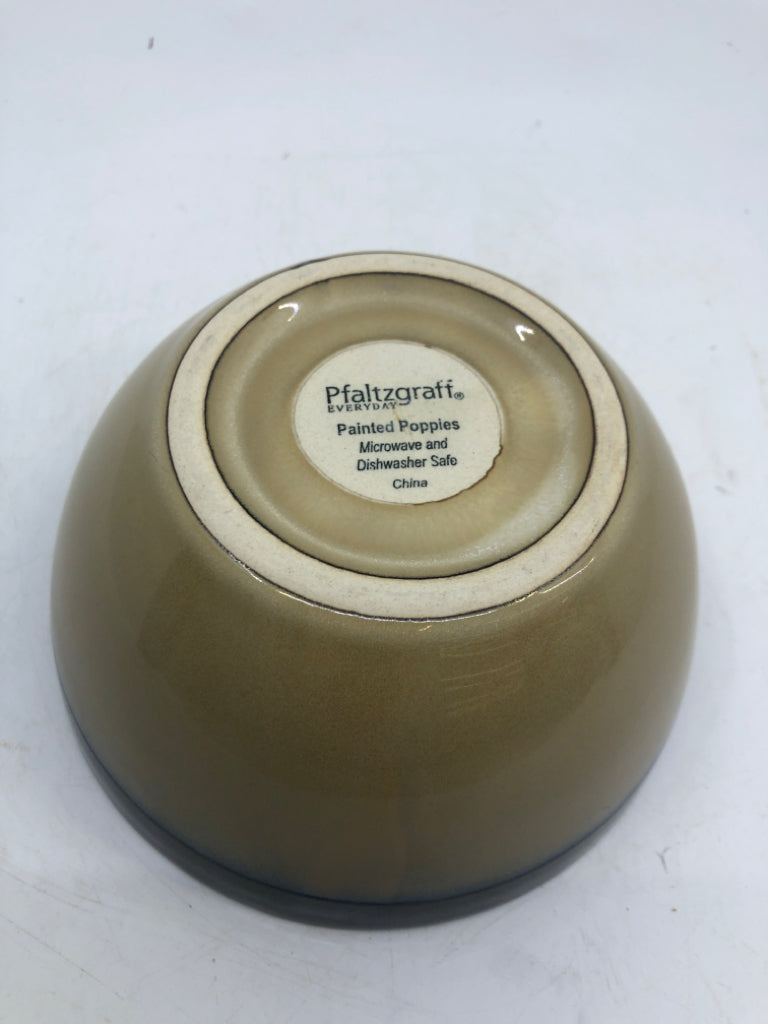 Pfaltzgraff®
EVERYDAY
Painted Poppies
Microwave and
Dishwasher Safe
China